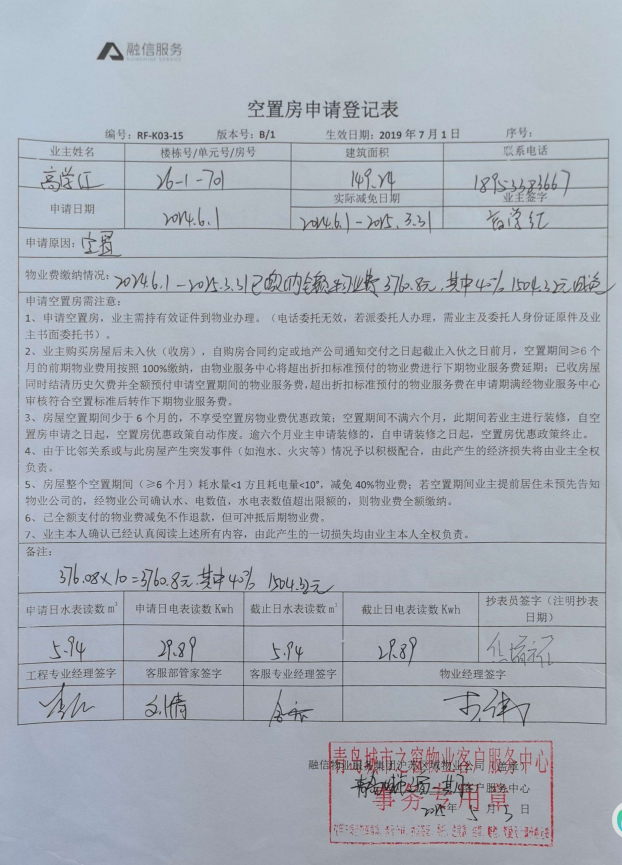 融信服务
空置房申请登记表
编号：RF-K03-15 版本号：B/1 生效日期：2019 年 7 月 1 日 序号：
业主姓名 楼栋号/单元号/房号 建筑面积 联系电话
26-1-701 149.24 18953383667
申请日期 2024.6.1 实际减免日期 业主签字
2024.6.1-2025.3.31
申请原因：空置
物业费缴纳情况：2024.6.1-2025.3.31已缴纳全额物业费3760.8元，其中40% 1504.32元
申请空置房需注意：
1、申请空置房，业主需持有效证件到物业办理。（电话委托无效，若派委托人办理，需业主及委托人身份证原件及业
主书面委托书）。
2、业主购买房屋后未入伙（收房），自购房合同约定或地产公司通知交付之日起截止入伙之日前月，空置期间≥6 个
月的前期物业费用按照 100%缴纳，由物业服务中心将超出折扣标准预付的物业费进行下期物业服务费延期；已收房屋
同时结清历史欠费并全额预付申请空置期间的物业服务费，超出折扣标准预付的物业服务费在申请期满经物业服务中心
审核符合空置标准后转作下期物业服务费。
3、房屋空置期间少于 6 个月的，不享受空置房物业费优惠政策；空置期间不满六个月，此期间若业主进行装修，自空
置房申请之日起，空置房优惠政策自动作废。逾六个月业主申请装修的，自申请装修之日起，空置房优惠政策终止。
4、由于比邻关系或与此房屋产生突发事件（如泡水、火灾等）情况予以积极配合，由此产生的经济损失将由业主全权
负责。
5、房屋整个空置期间（≥6 个月）耗水量<1 方且耗电量<10°，减免 40%物业费；若空置期间业主提前居住未预先告知
物业公司的，经物业公司确认水、电数值，水电表数值超出限额的，则物业费全额缴纳。
6、已全额支付的物业费减免不作退款，但可冲抵后期物业费。
7、业主本人确认已经认真阅读上述所有内容，由此产生的一切损失均由业主本人全权负责。
备注：
376.08×10=3760.8元，其中40% 1504.32元
申请日水表读数 m³ 申请日电表读数 Kwh 截止日水表读数 m³ 截止日电表读数 Kwh 抄表员签字（注明抄表
日期）
5.94 29.89 5.94 29.89
工程专业经理签字 客服部管家签字 客服专业经理签字 物业经理签字
刘倩
青岛城市之窗物业客户服务中心
客户服务中心
事务专用章
2025年 5 月 3 日